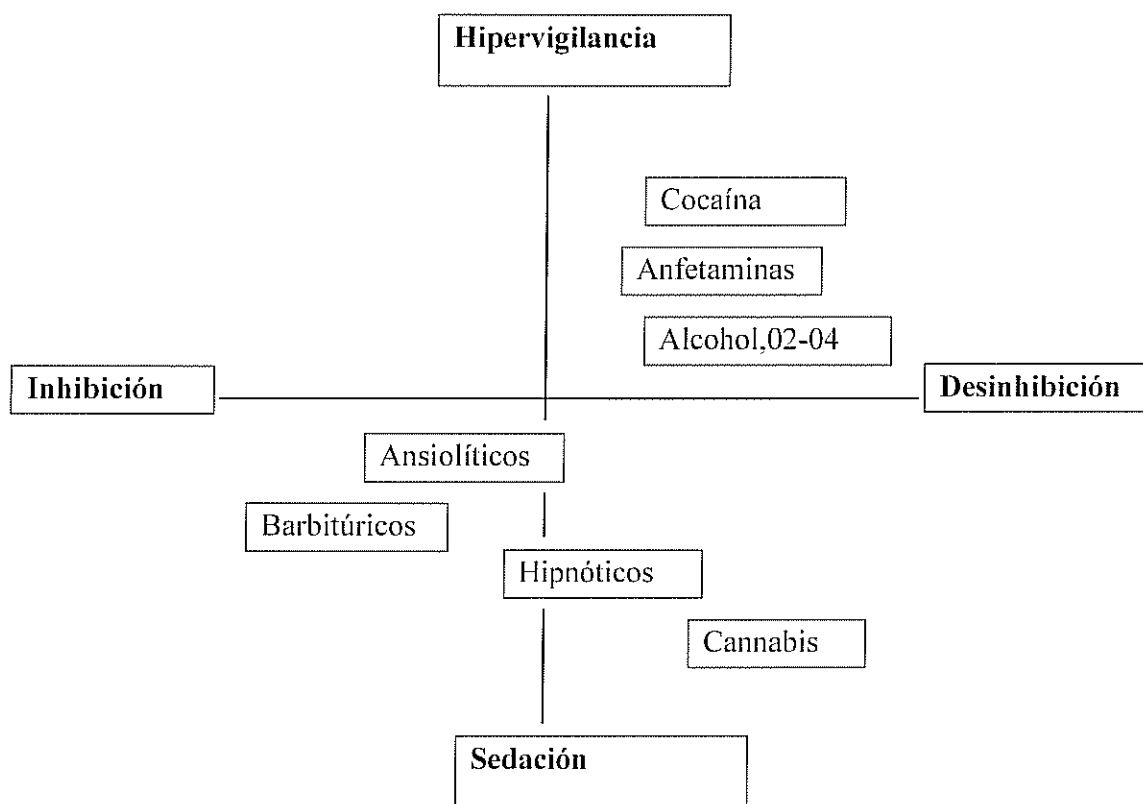 Hipervigilancia
Cocaína
Anfetaminas
Alcohol,02-04
Inhibición
Desinhibición
Ansiolíticos
Barbitúricos
Hipnóticos
Cannabis
Sedación